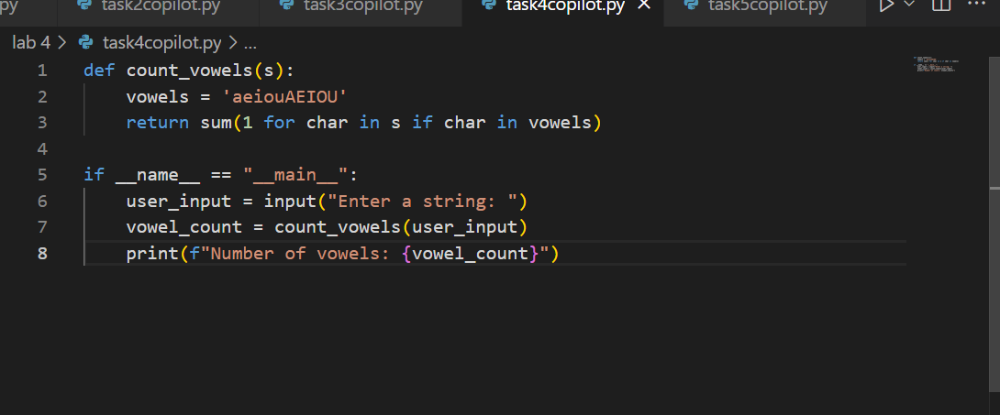 py task2copilot.py task3copilot.py task4copilot.py × task5copilot.py ...
lab 4 > task4copilot.py > ...
1 def count_vowels(s):
2     vowels = 'aeiouAEIOU'
3     return sum(1 for char in s if char in vowels)
4
5 if __name__ == "__main__":
6     user_input = input("Enter a string: ")
7     vowel_count = count_vowels(user_input)
8     print(f"Number of vowels: {vowel_count}")